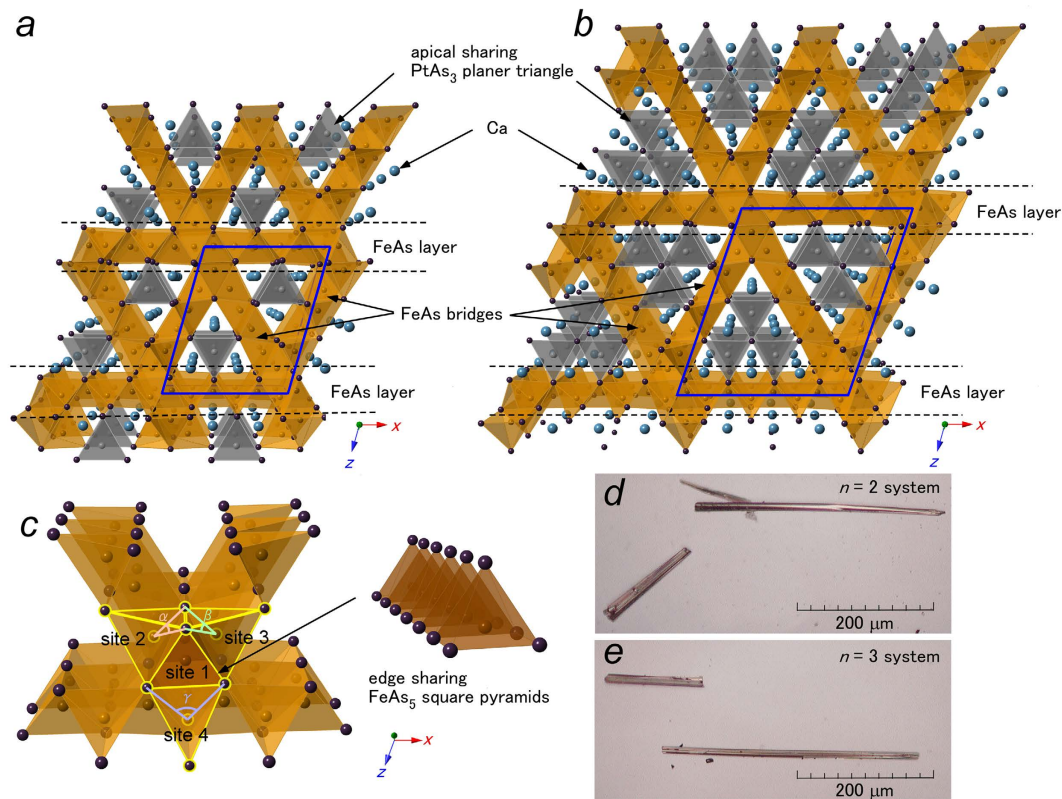 a
b
apical sharing
PtAs3 planer triangle
Ca
FeAs layer
FeAs layer
FeAs bridges
FeAs layer
FeAs layer
x
z
x
z
c
α
β
site 2
site 3
site 1
γ
site 4
edge sharing
FeAs5 square pyramids
x
z
d
n = 2 system
200 μm
e
n = 3 system
200 μm